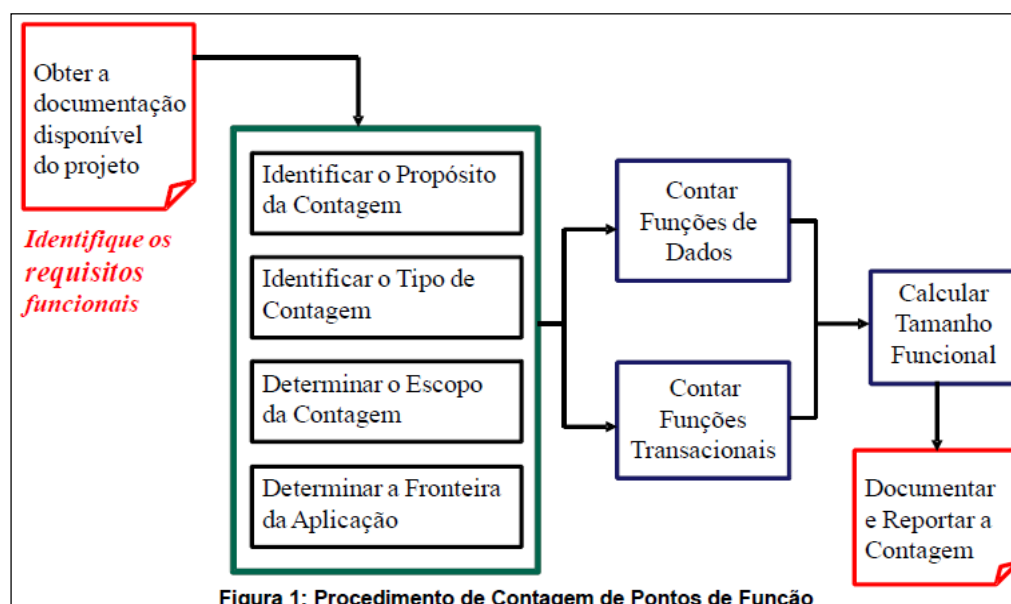 Obter a
documentação
disponível
do projeto
Identifique os
requisitos
funcionais
Identificar o Propósito
da Contagem
Identificar o Tipo de
Contagem
Determinar o Escopo
da Contagem
Determinar a Fronteira
da Aplicação
Contar
Funções de
Dados
Contar
Funções
Transacionais
Calcular
Tamanho
Funcional
Documentar
e Reportar a
Contagem
Figura 1: Procedimento de Contagem de Pontos de Função